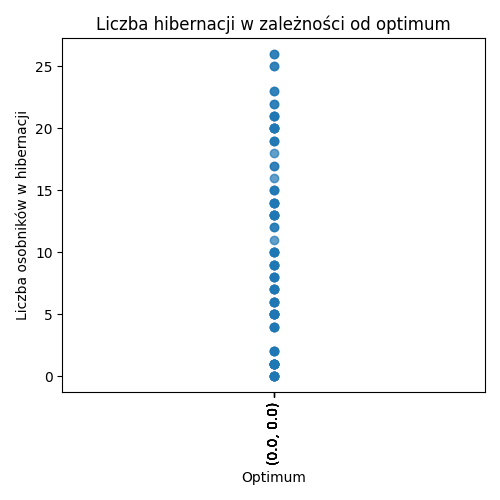 Liczba hibernacji w zależności od optimum
Liczba osobników w hibernacji
25
20
15
10
5
0
(0.0, 0.0)
Optimum